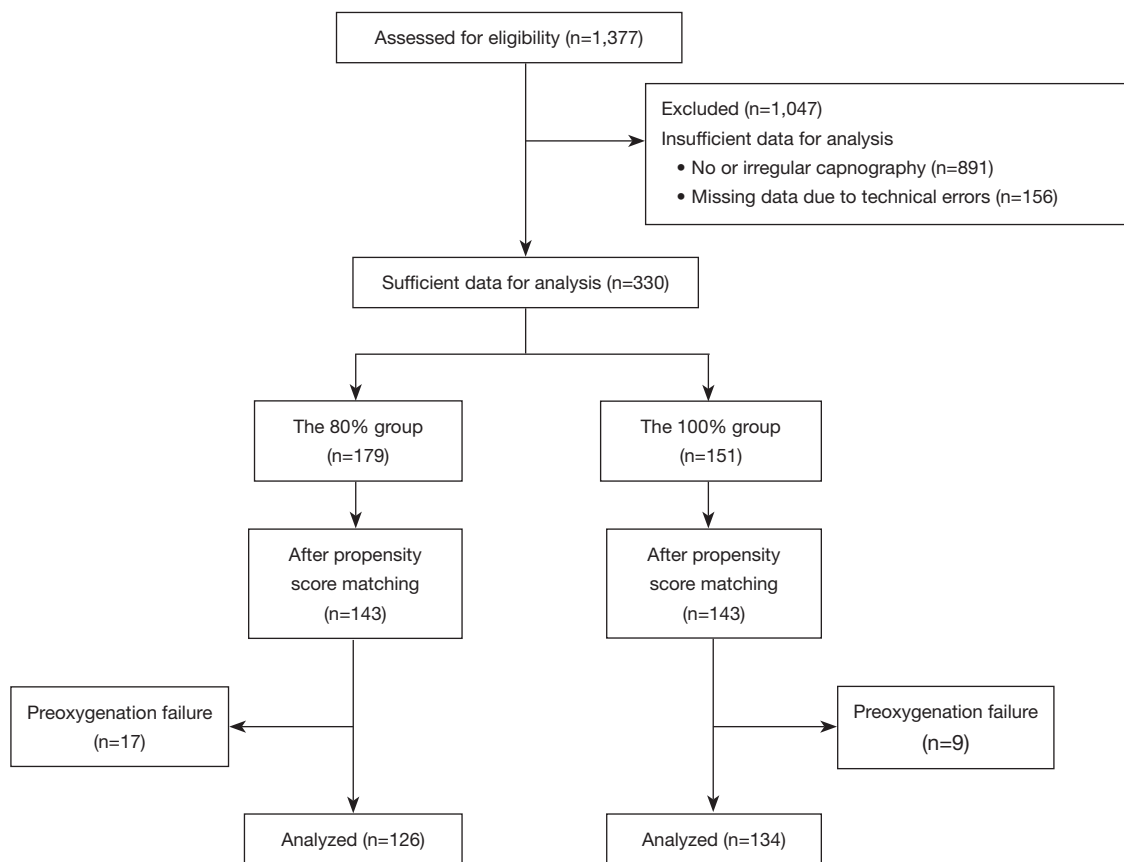 Assessed for eligibility (n=1,377)
Excluded (n=1,047)
Insufficient data for analysis
• No or irregular capnography (n=891)
• Missing data due to technical errors (n=156)
Sufficient data for analysis (n=330)
The 80% group
(n=179)
The 100% group
(n=151)
After propensity
score matching
(n=143)
After propensity
score matching
(n=143)
Preoxygenation failure
(n=17)
Preoxygenation failure
(n=9)
Analyzed (n=126)
Analyzed (n=134)